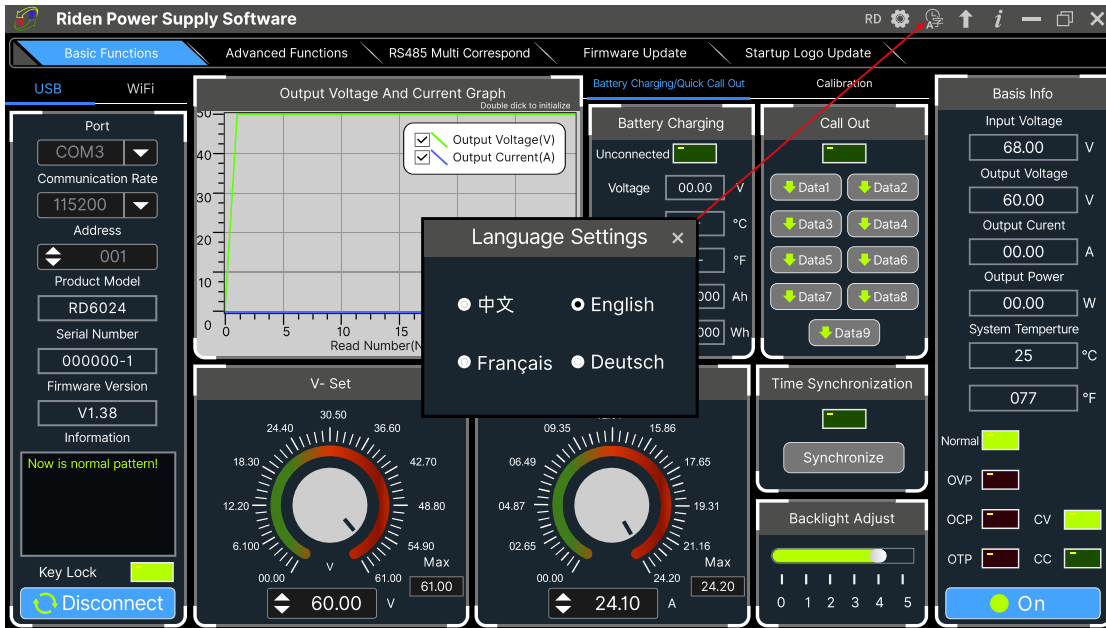 Riden Power Supply Software
RD
A字
i
Basic Functions
Advanced Functions
RS485 Multi Correspond
Firmware Update
Startup Logo Update
USB
WiFi
Port
COM3
Communication Rate
115200
Address
001
Product Model
RD6024
Serial Number
000000-1
Firmware Version
V1.38
Information
Now is normal pattern!
Key Lock
Disconnect
Output Voltage And Current Graph
Double dick to initialize
Output Voltage(V)
Output Current(A)
50
40
30
20
10
0
0
5
10
15
Read Number(N
Battery Charging/Quick Call Out
Calibration
Battery Charging
Unconnected
Voltage
00.00
V
°C
°F
000
Ah
000
Wh
Call Out
Data1
Data2
Data3
Data4
Data5
Data6
Data7
Data8
Data9
Language Settings
中文
English
Français
Deutsch
V- Set
30.50
24.40
36.60
18.30
42.70
12.20
48.80
6.100
54.90
00.00
V
61.00
Max
61.00
60.00
V
09.35
15.86
06.49
17.65
04.87
19.31
02.65
21.16
00.00
24.20
Max
24.20
24.10
A
Time Synchronization
Synchronize
Backlight Adjust
0
1
2
3
4
5
Basis Info
Input Voltage
68.00
V
Output Voltage
60.00
V
Output Curent
00.00
A
Output Power
00.00
W
System Temperture
25
°C
077
°F
Normal
OVP
OCP
CV
OTP
CC
On